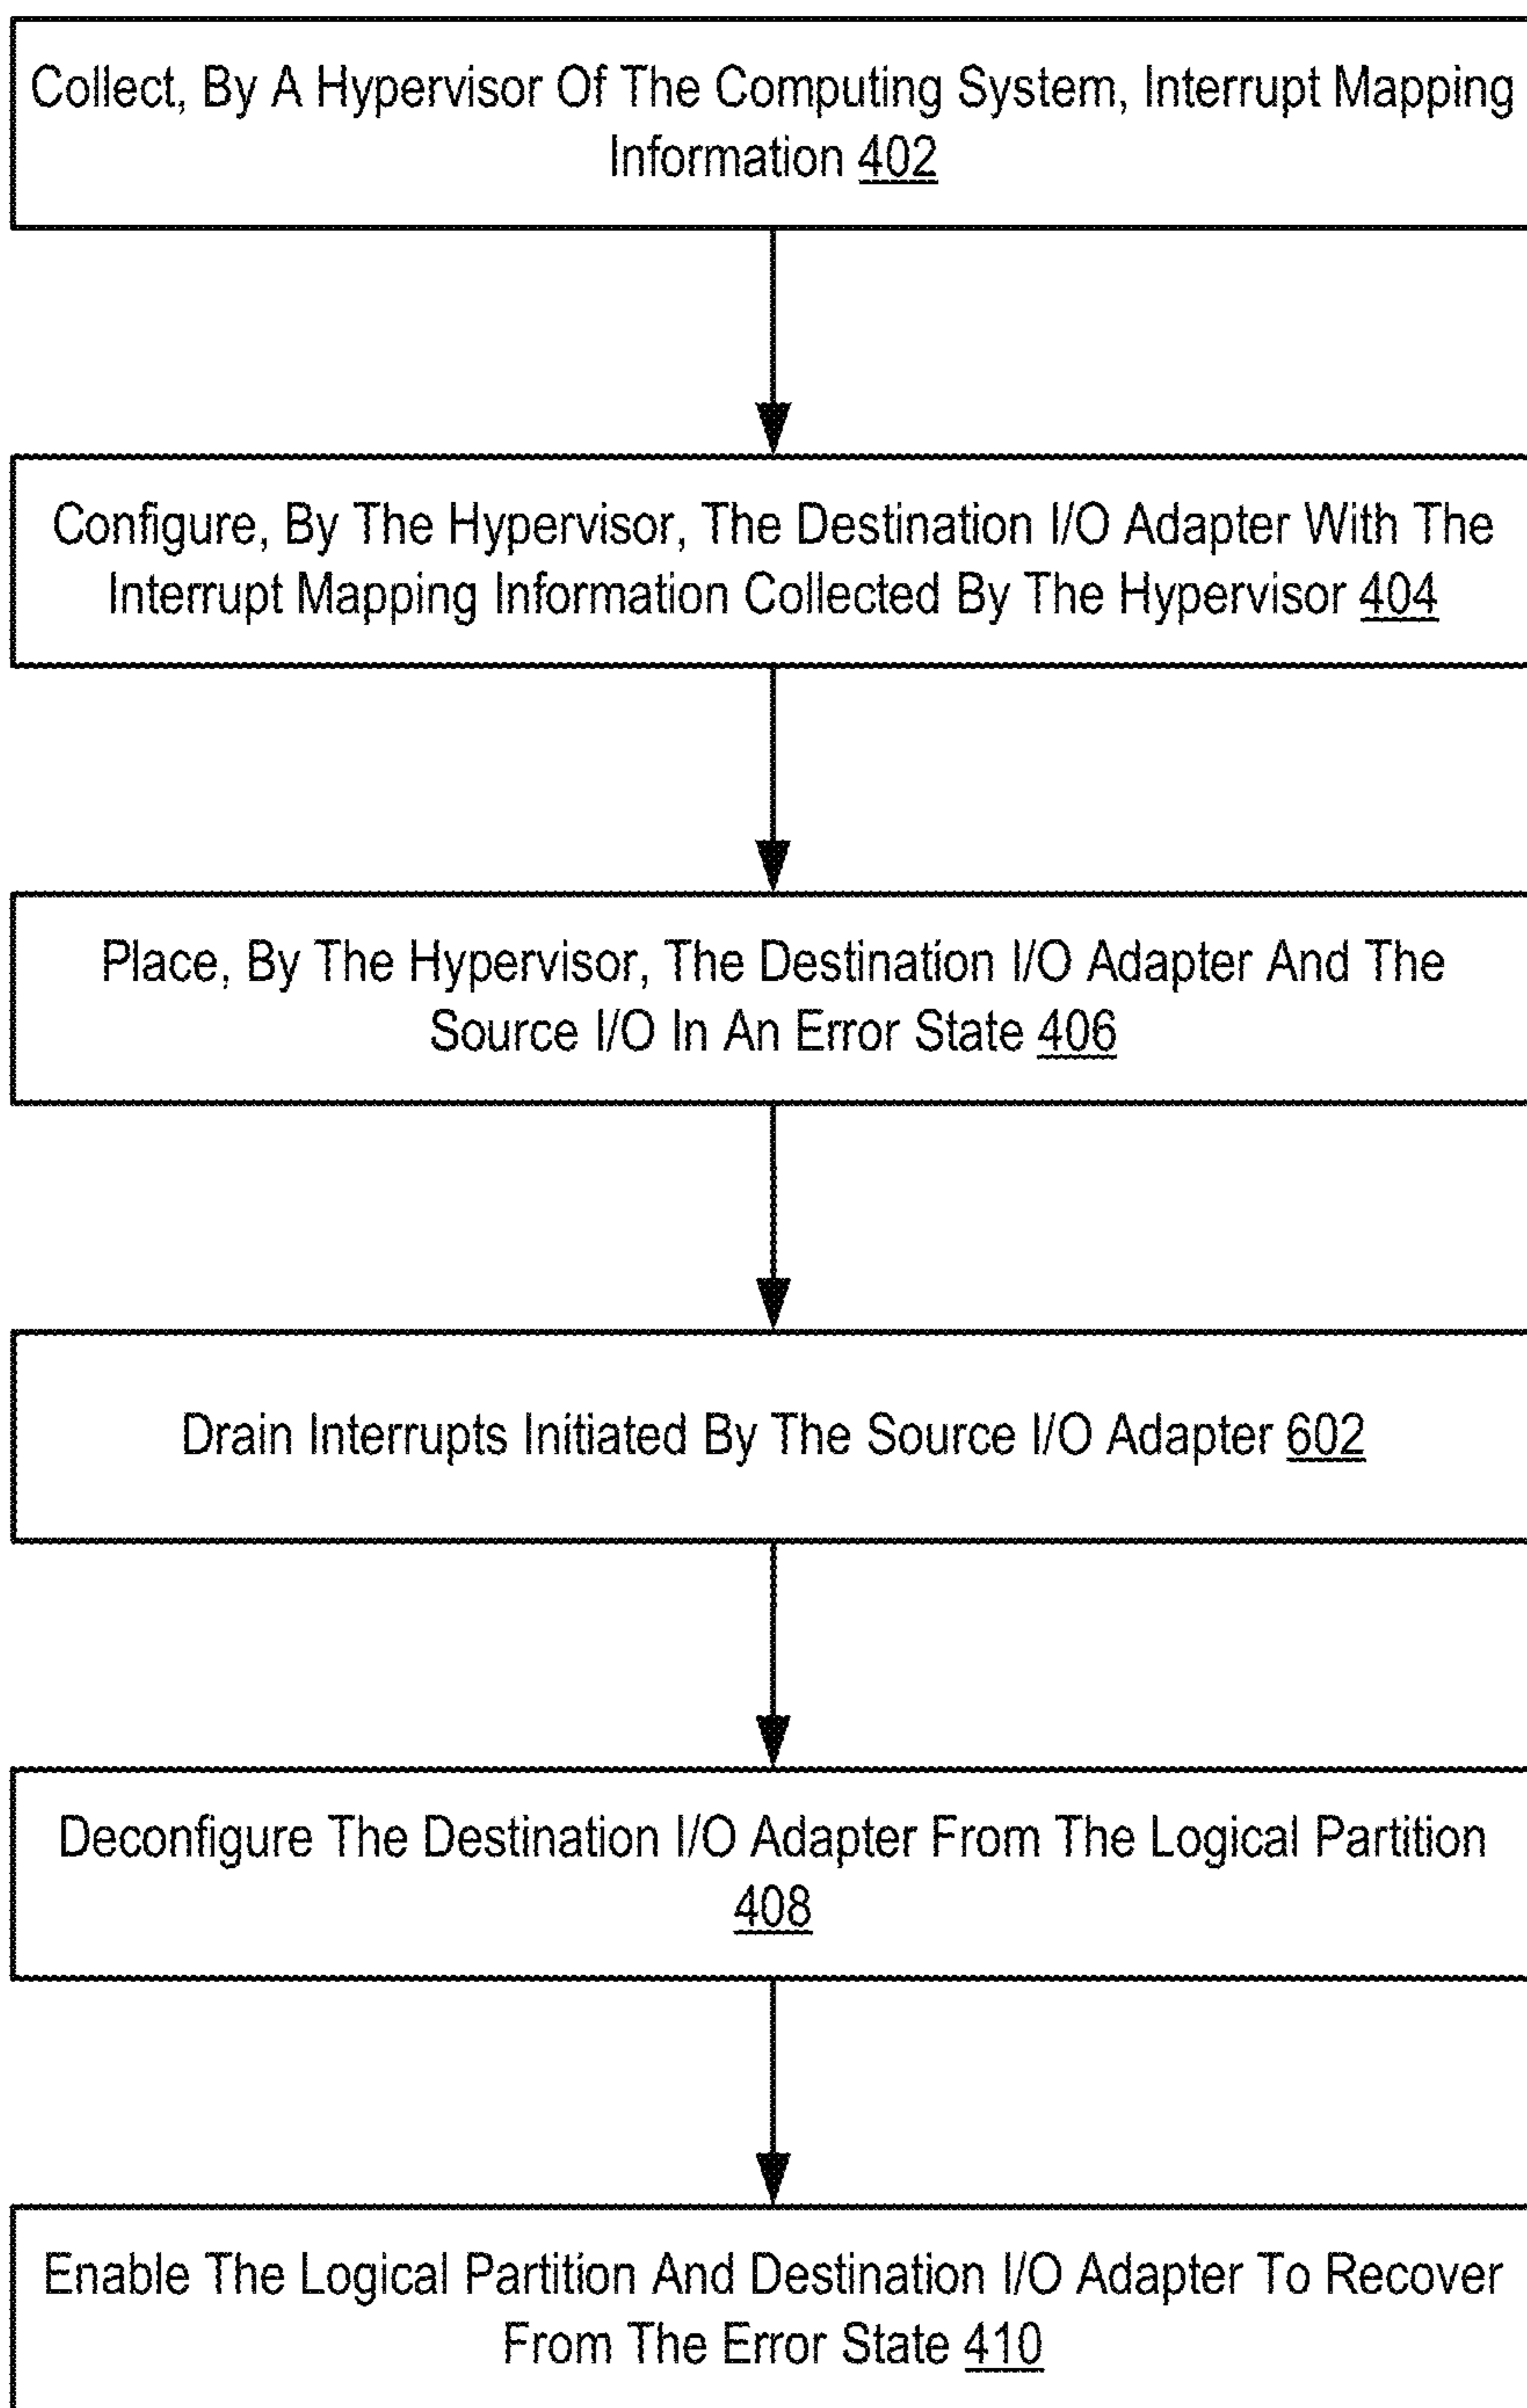 Collect, By A Hypervisor Of The Computing System, Interrupt Mapping
Information 402
Configure, By The Hypervisor, The Destination I/O Adapter With The
Interrupt Mapping Information Collected By The Hypervisor 404
Place, By The Hypervisor, The Destination I/O Adapter And The
Source I/O In An Error State 406
Drain Interrupts Initiated By The Source I/O Adapter 602
Deconfigure The Destination I/O Adapter From The Logical Partition
408
Enable The Logical Partition And Destination I/O Adapter To Recover
From The Error State 410